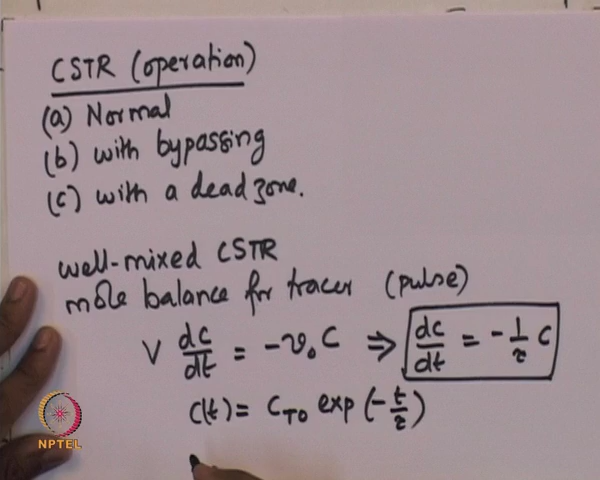 CSTR (operation)
(a) Normal
(b) with bypassing
(c) with a dead zone.
well-mixed CSTR
mole balance for tracer (pulse)
V dc/dt = -v₀ C ⇒ dc/dt = -1/τ C
C(t) = C_T0 exp(-t/τ)
NPTEL